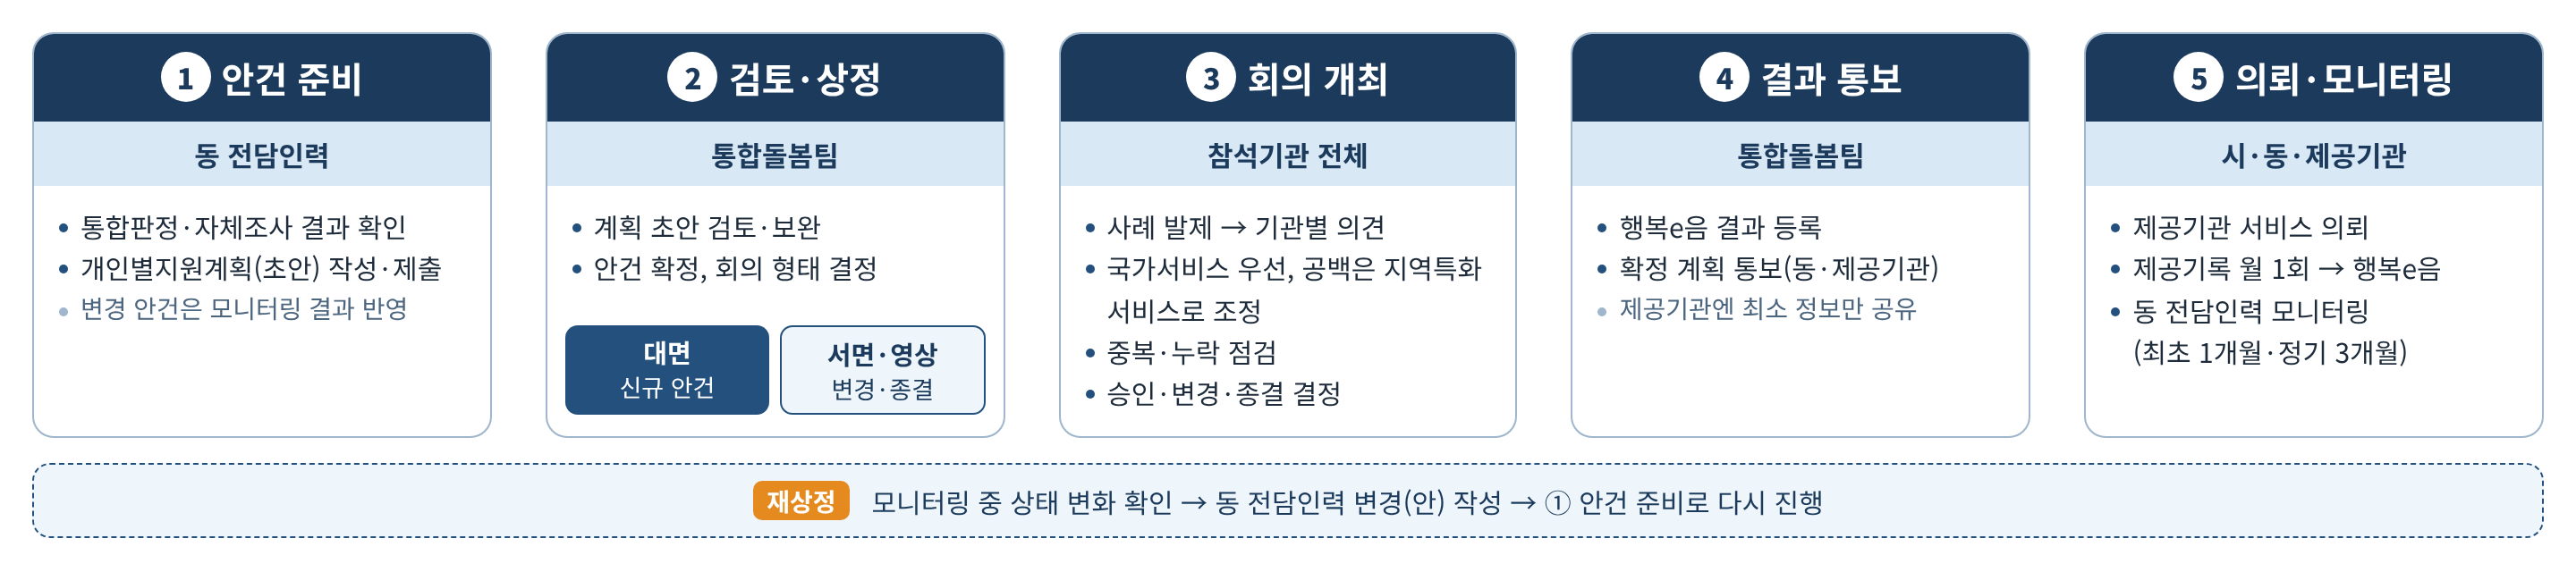 1 안건 준비
동 전담인력
• 통합판정·자체조사 결과 확인
• 개인별지원계획(초안) 작성·제출
• 변경 안건은 모니터링 결과 반영
2 검토·상정
통합돌봄팀
• 계획 초안 검토·보완
• 안건 확정, 회의 형태 결정
대면
신규 안건
서면·영상
변경·종결
3 회의 개최
참석기관 전체
• 사례 발제 → 기관별 의견
• 국가서비스 우선, 공백은 지역특화
서비스로 조정
• 중복·누락 점검
• 승인·변경·종결 결정
4 결과 통보
통합돌봄팀
• 행복e음 결과 등록
• 확정 계획 통보(동·제공기관)
• 제공기관엔 최소 정보만 공유
5 의뢰·모니터링
시·동·제공기관
• 제공기관 서비스 의뢰
• 제공기록 월 1회 → 행복e음
• 동 전담인력 모니터링
(최초 1개월·정기 3개월)
재상정 모니터링 중 상태 변화 확인 → 동 전담인력 변경(안) 작성 → ① 안건 준비로 다시 진행